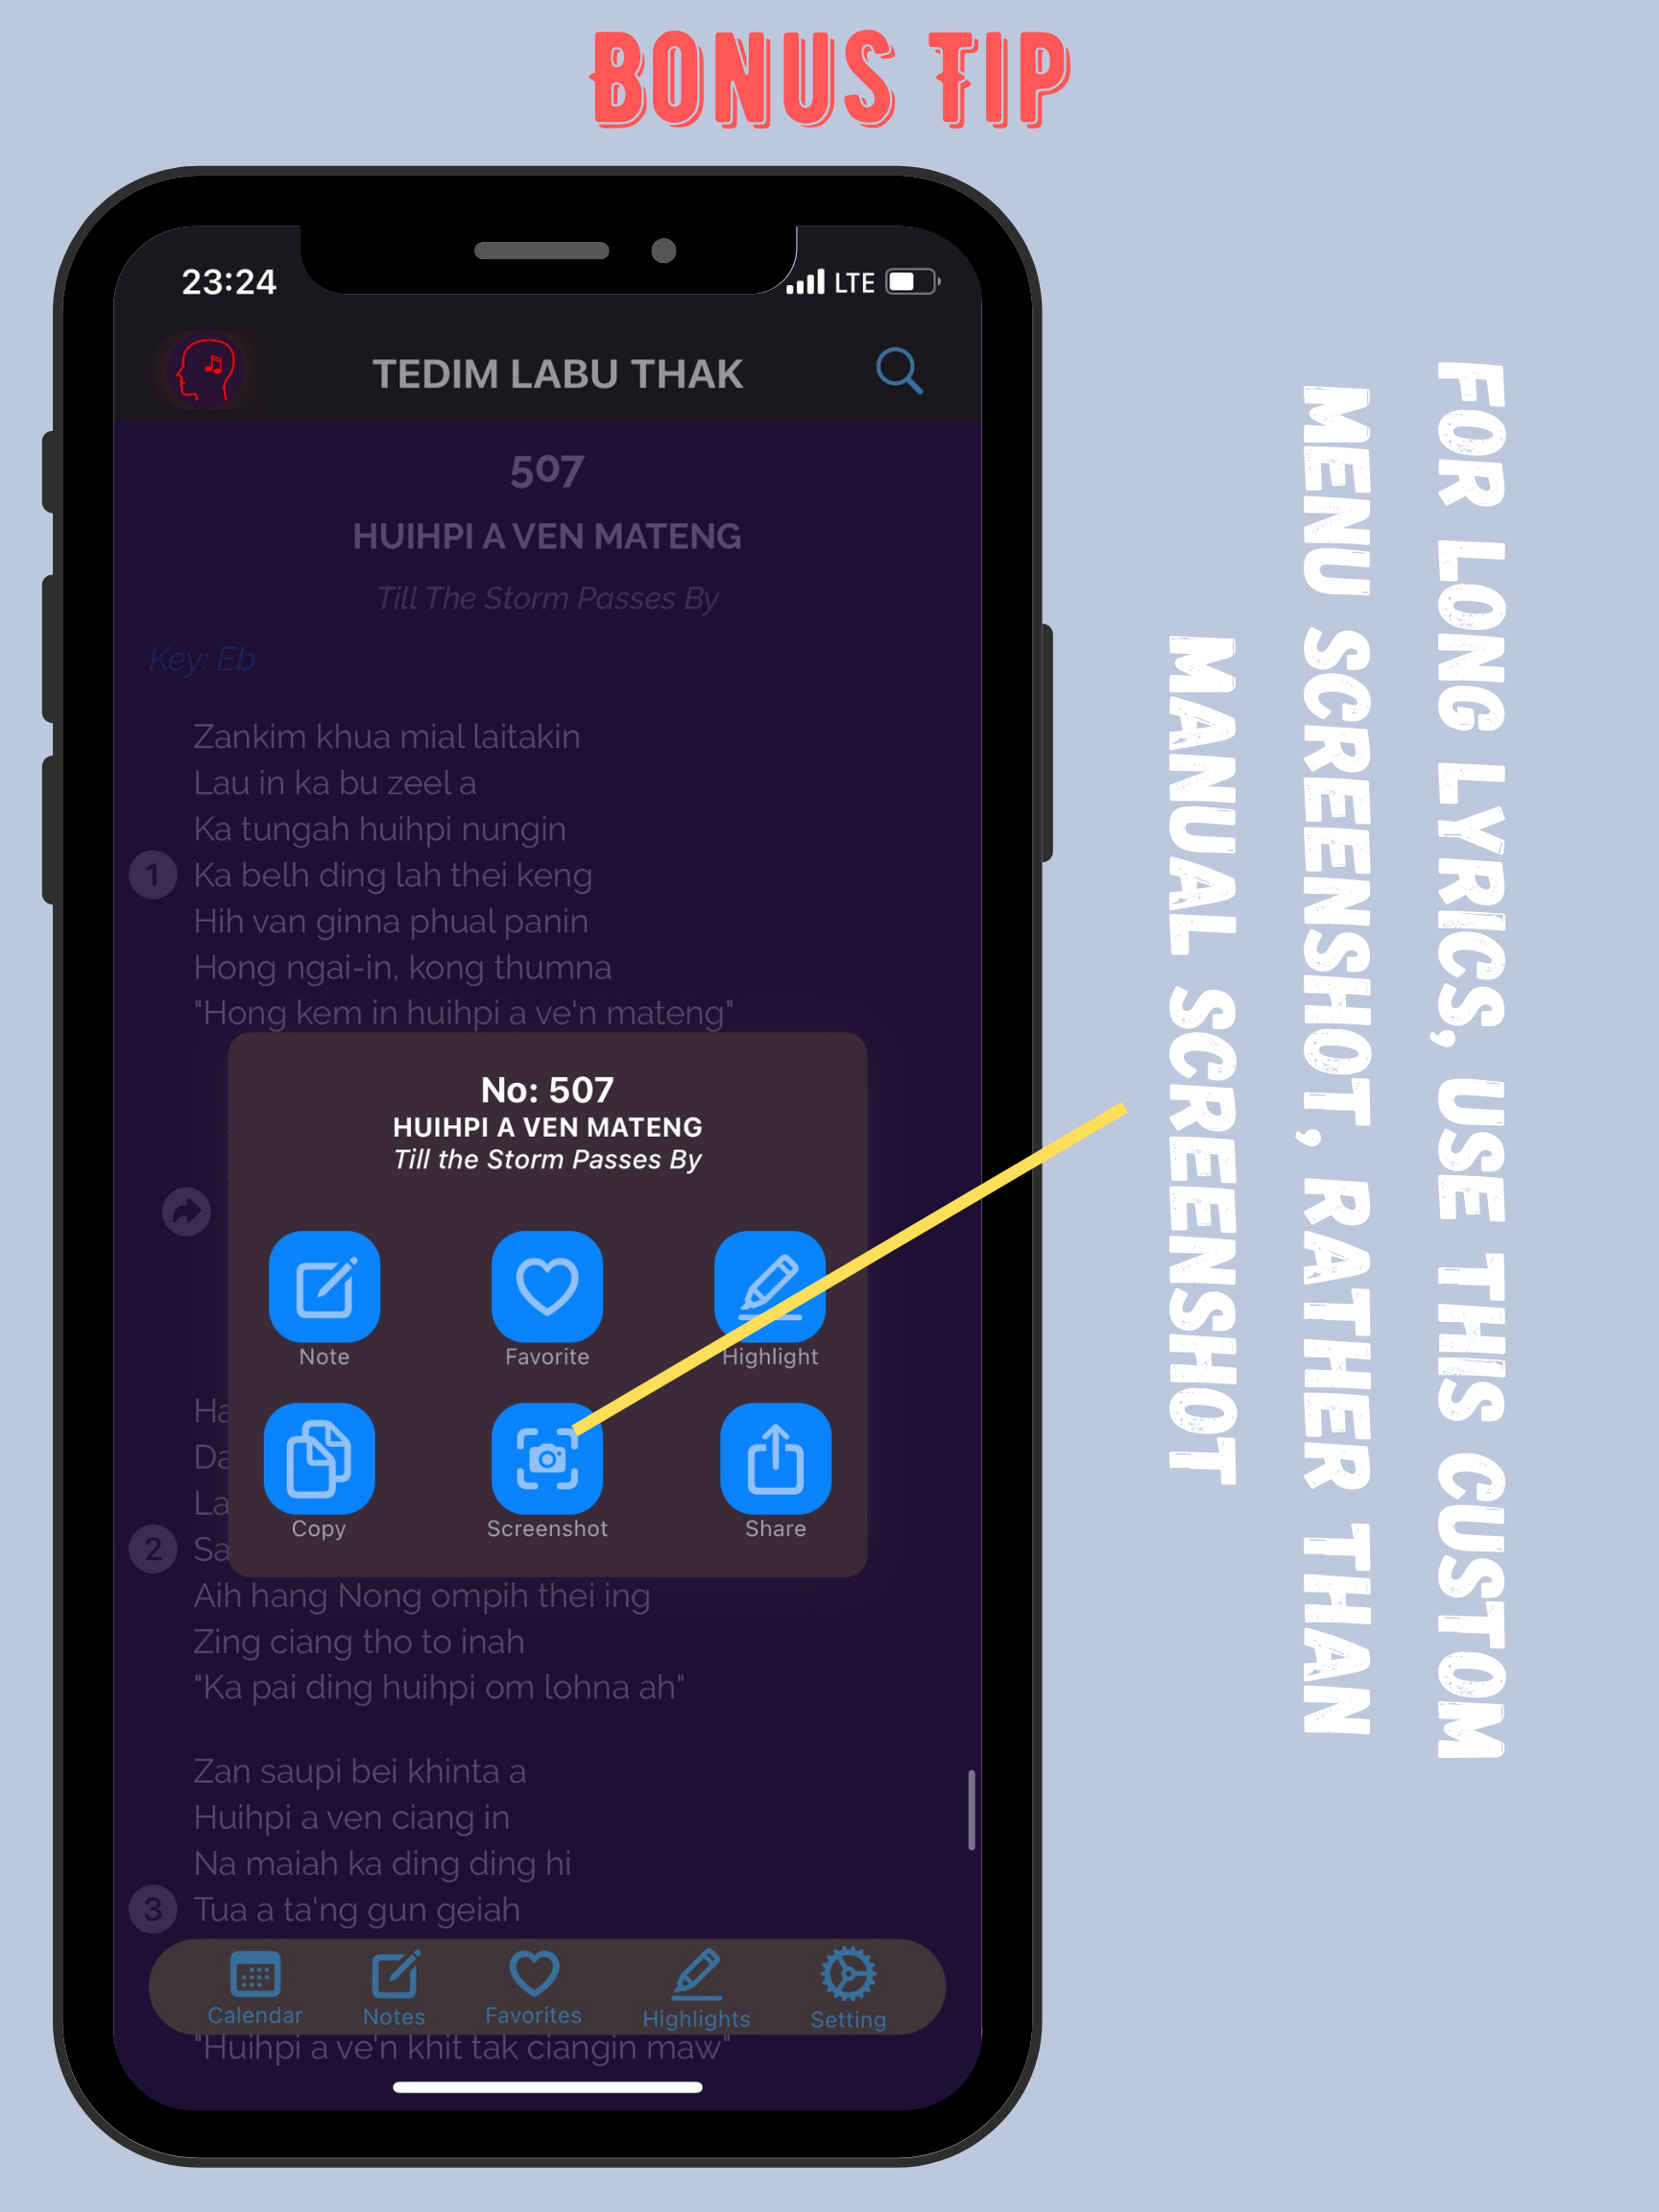 BONUS TIP
23:24
LTE
TEDIM LABU THAK
507
HUIHPI A VEN MATENG
Till The Storm Passes By
Key: Eb
Zankim khua mial laitakin
Lau in ka bu zeel a
Ka tungah huihpi nungin
1 Ka belh ding lah thei keng
Hih van ginna phual panin
Hong ngai-in, kong thumna
"Hong kem in huihpi a ve'n mateng"
No: 507
HUIHPI A VEN MATENG
Till the Storm Passes By
Note Favorite Highlight
Copy Screenshot Share
Ha
Da
La
2 Sa
Aih hang Nong ompih thei ing
Zing ciang tho to inah
"Ka pai ding huihpi om lohna ah"
Zan saupi bei khinta a
Huihpi a ven ciang in
Na maiah ka ding ding hi
3 Tua a ta'ng gun geiah
Calendar Notes Favorites Highlights Setting
"Huihpi a ve'n khit tak ciangin maw"
FOR LONG LYRICS, USE THIS CUSTOM
MENU SCREENSHOT, RATHER THAN
MANUAL SCREENSHOT